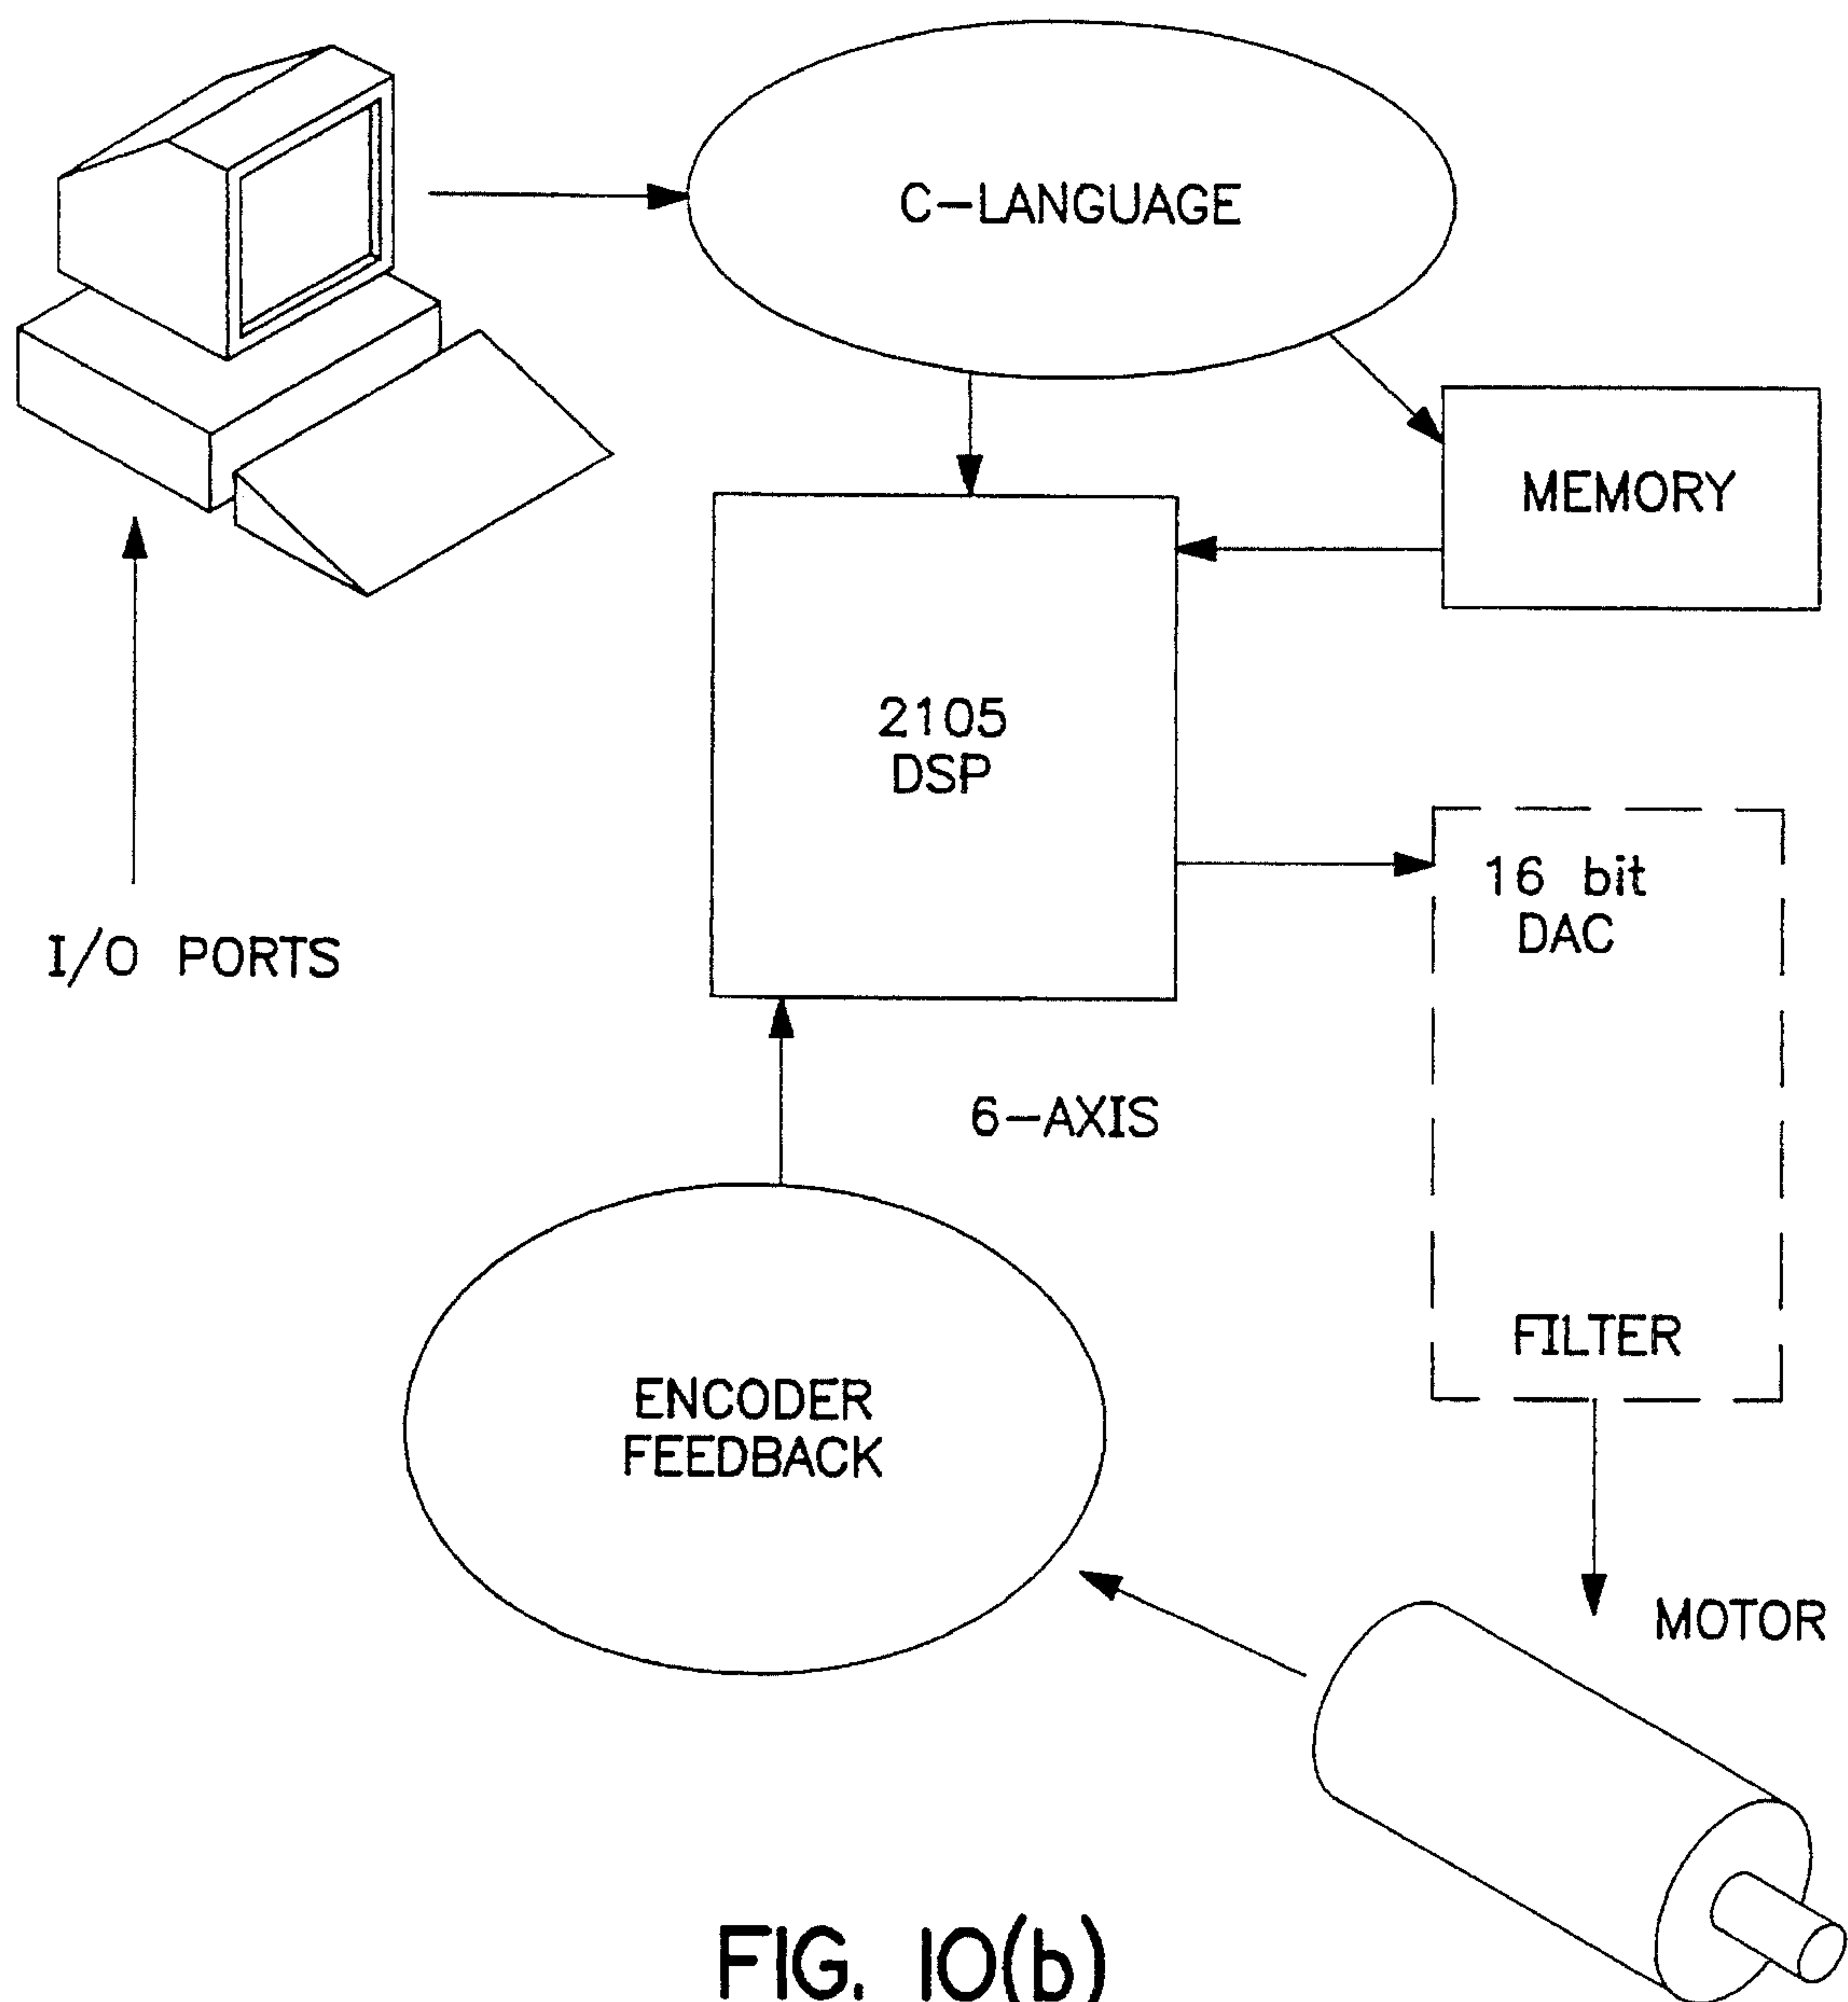 C-LANGUAGE
MEMORY
2105
DSP
16 bit
DAC
I/O PORTS
6-AXIS
FILTER
ENCODER
FEEDBACK
MOTOR
FIG. 10(b)